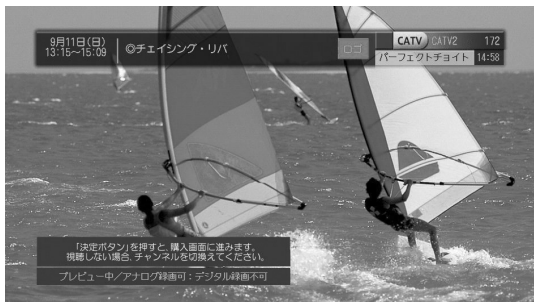 9月11日(日)
13:15~15:09
◎チェイシング・リバ
ロゴ
CATV CATV2 172
パーフェクトチョイト 14:58
「決定ボタン」を押すと、購入画面に進みます。
視聴しない場合、チャンネルを切換えてください。
プレビュー中/アナログ録画可:デジタル録画不可